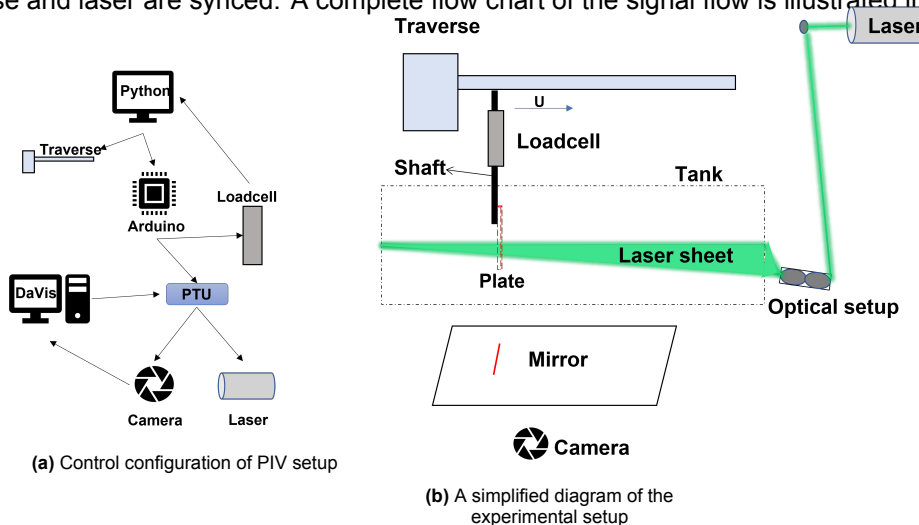 se and laser are synced. A complete flow chart of the signal flow is illustrated i
Python
Traverse
Arduino
Loadcell
DaVis
PTU
Camera
Laser
(a) Control configuration of PIV setup
Traverse
Laser
U
Loadcell
Shaft
Tank
Laser sheet
Plate
Optical setup
Mirror
Camera
(b) A simplified diagram of the
experimental setup